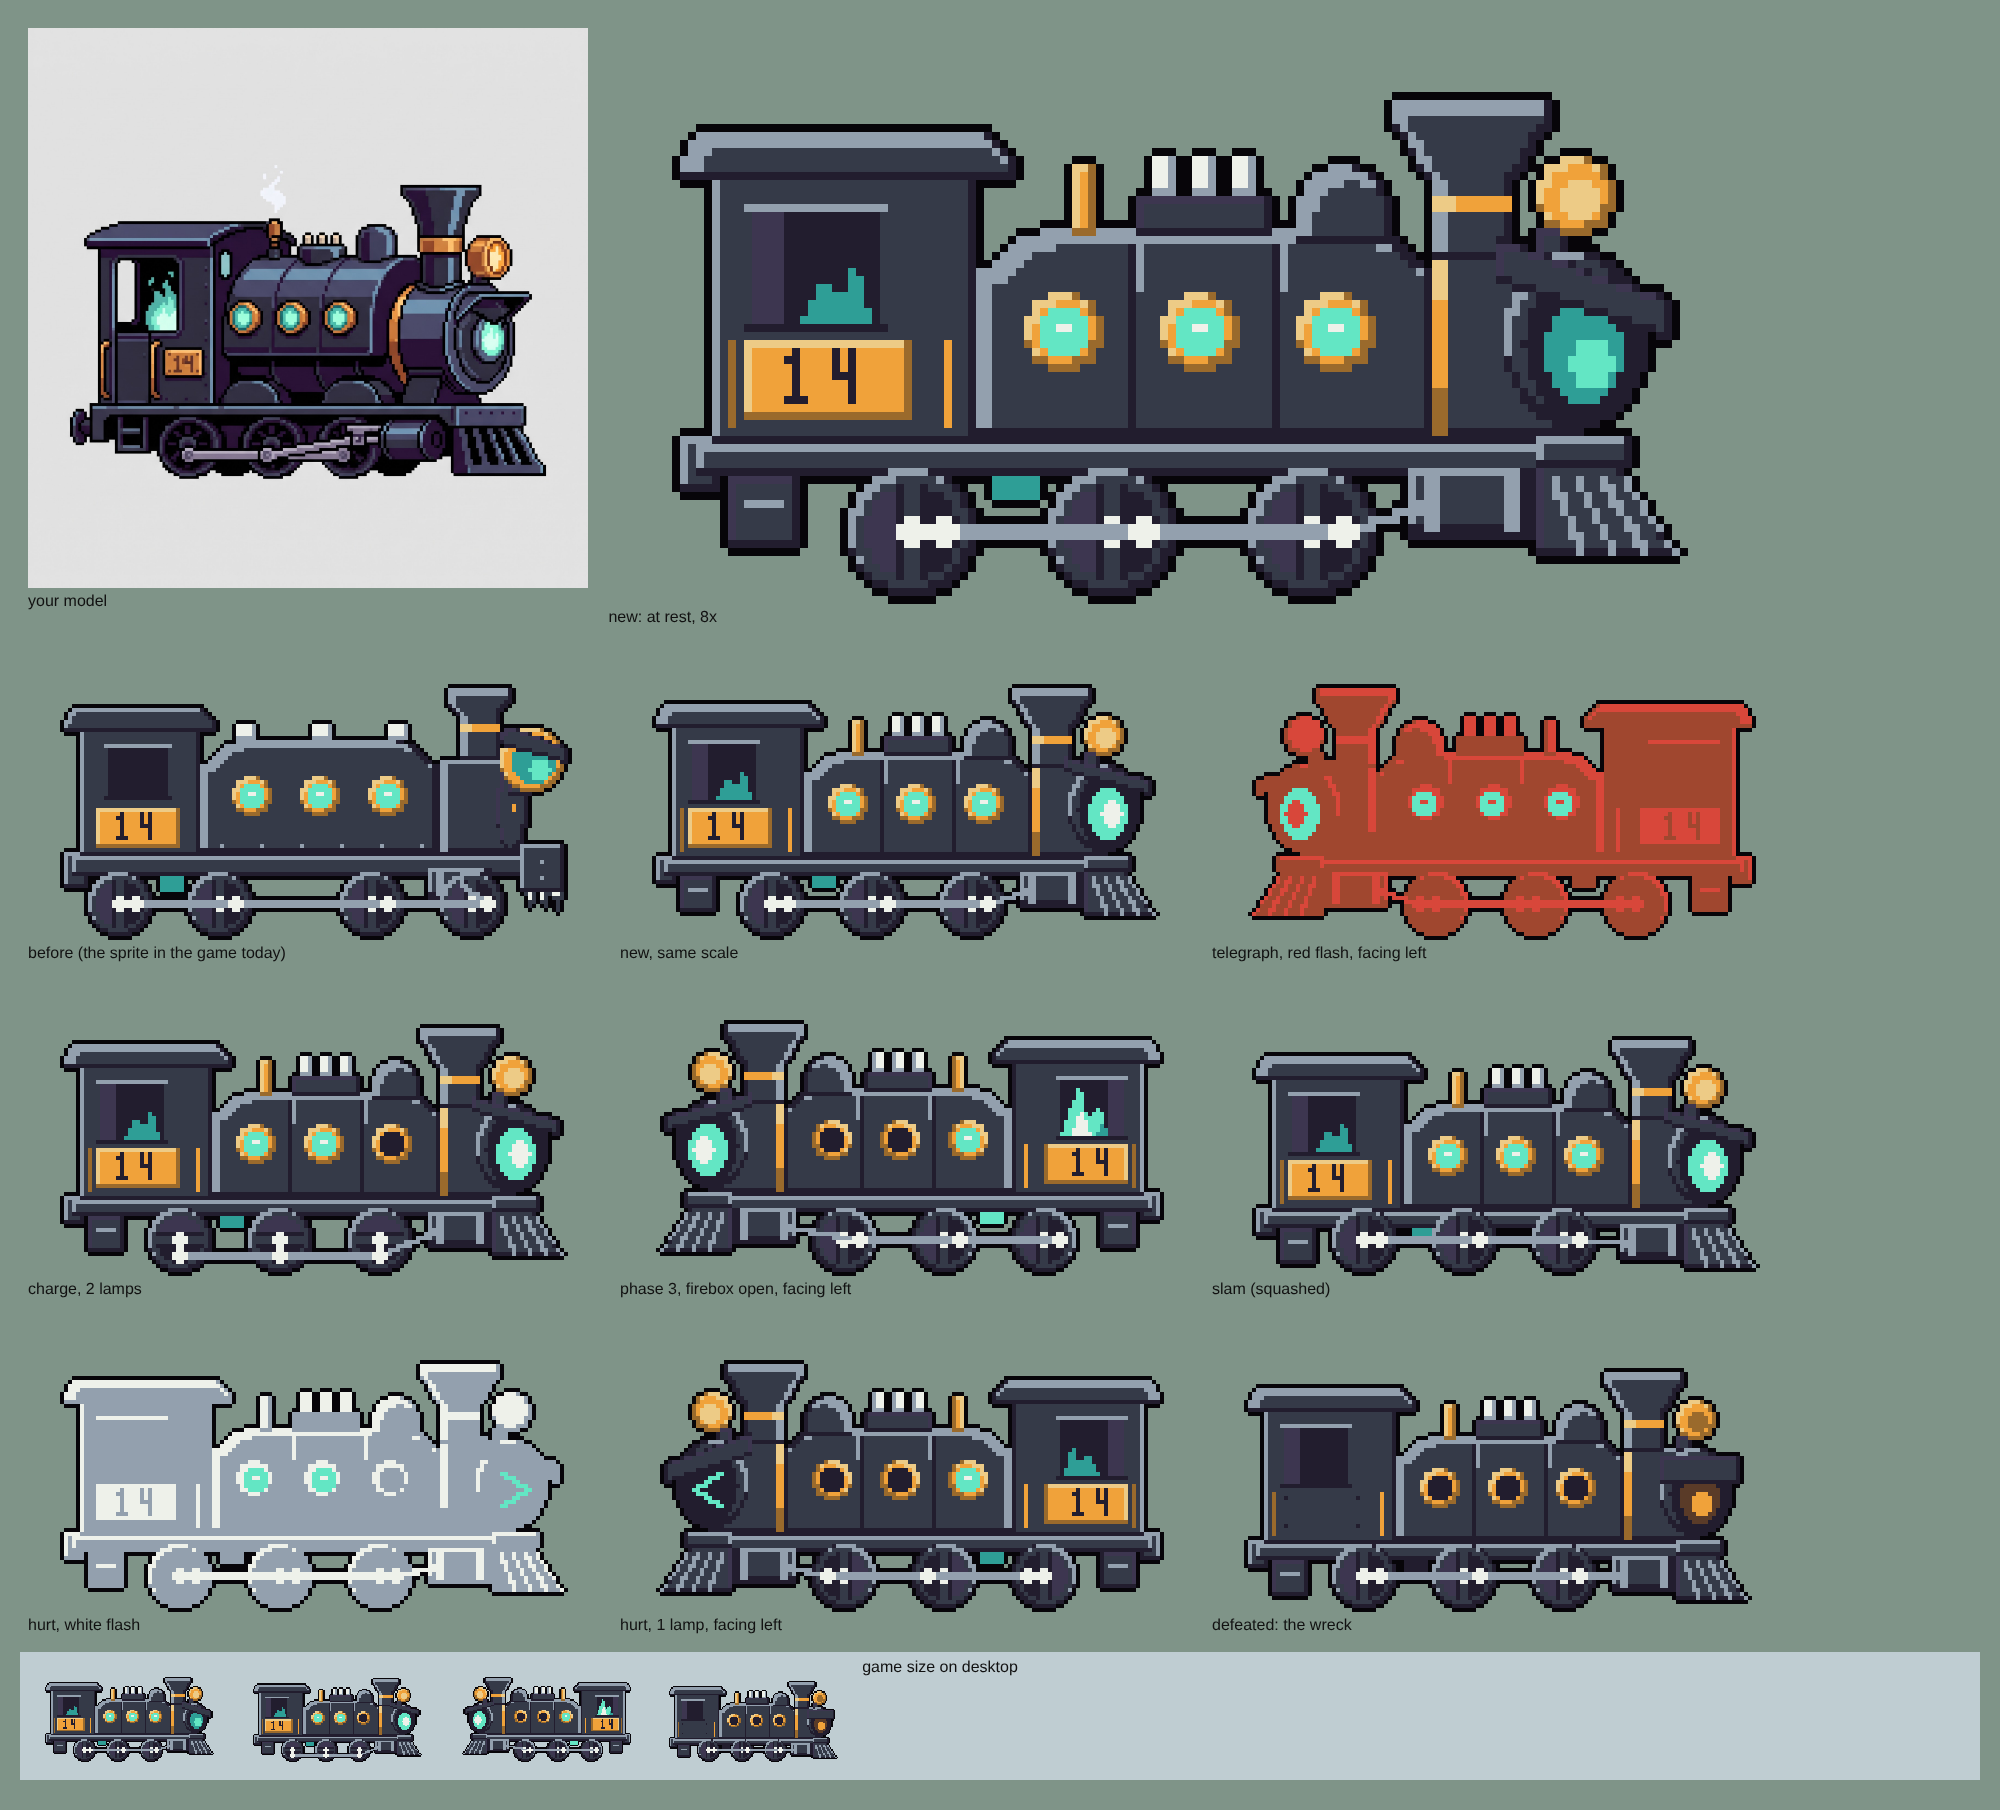 14
your model
14
new: at rest, 8x
14
14
14
before (the sprite in the game today)
new, same scale
telegraph, red flash, facing left
14
14
14
charge, 2 lamps
phase 3, firebox open, facing left
slam (squashed)
14
14
hurt, white flash
hurt, 1 lamp, facing left
defeated: the wreck
game size on desktop
14
14
14